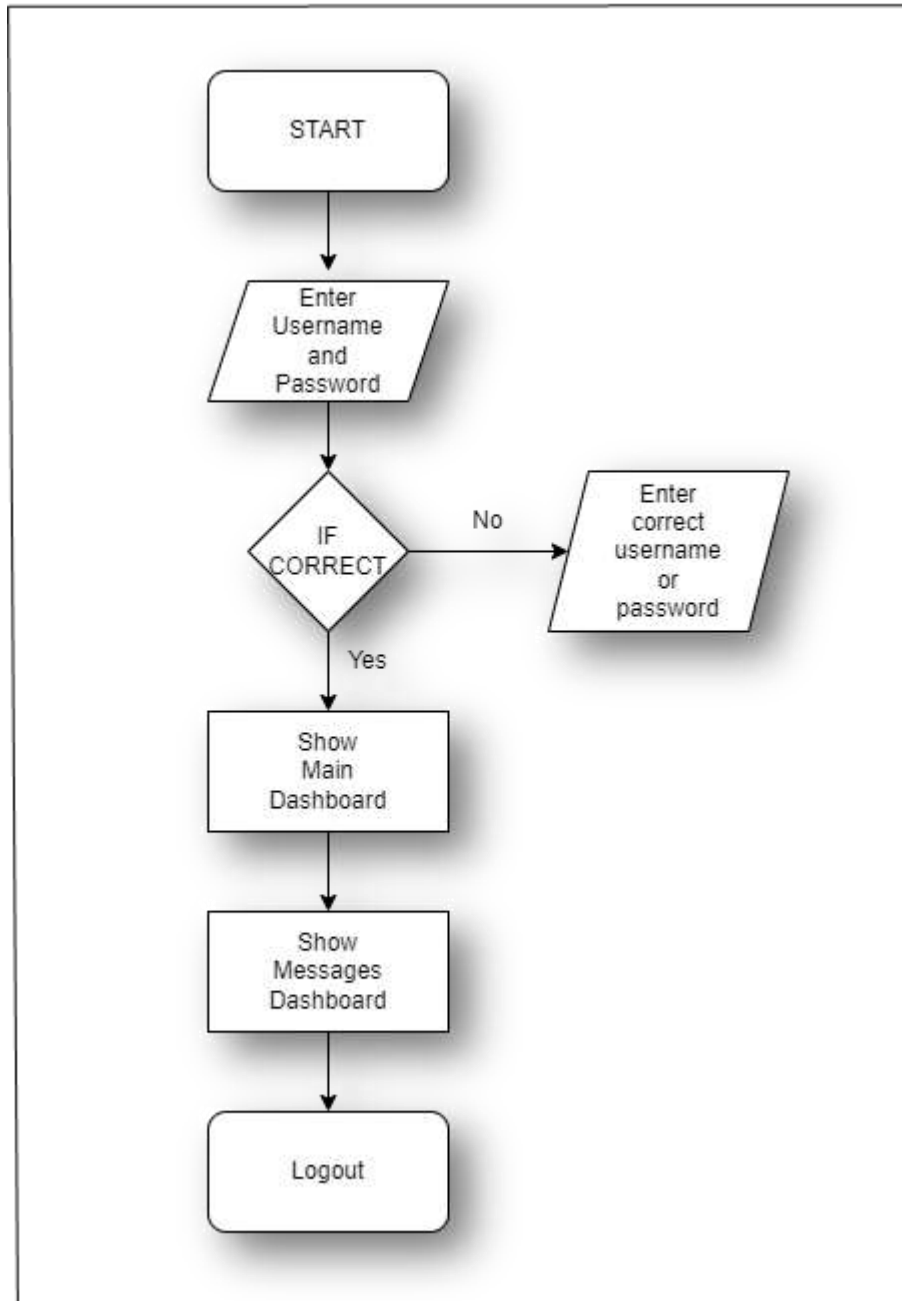 START
Enter
Username
and
Password
IF
CORRECT
No
Enter
correct
username
or
password
Yes
Show
Main
Dashboard
Show
Messages
Dashboard
Logout